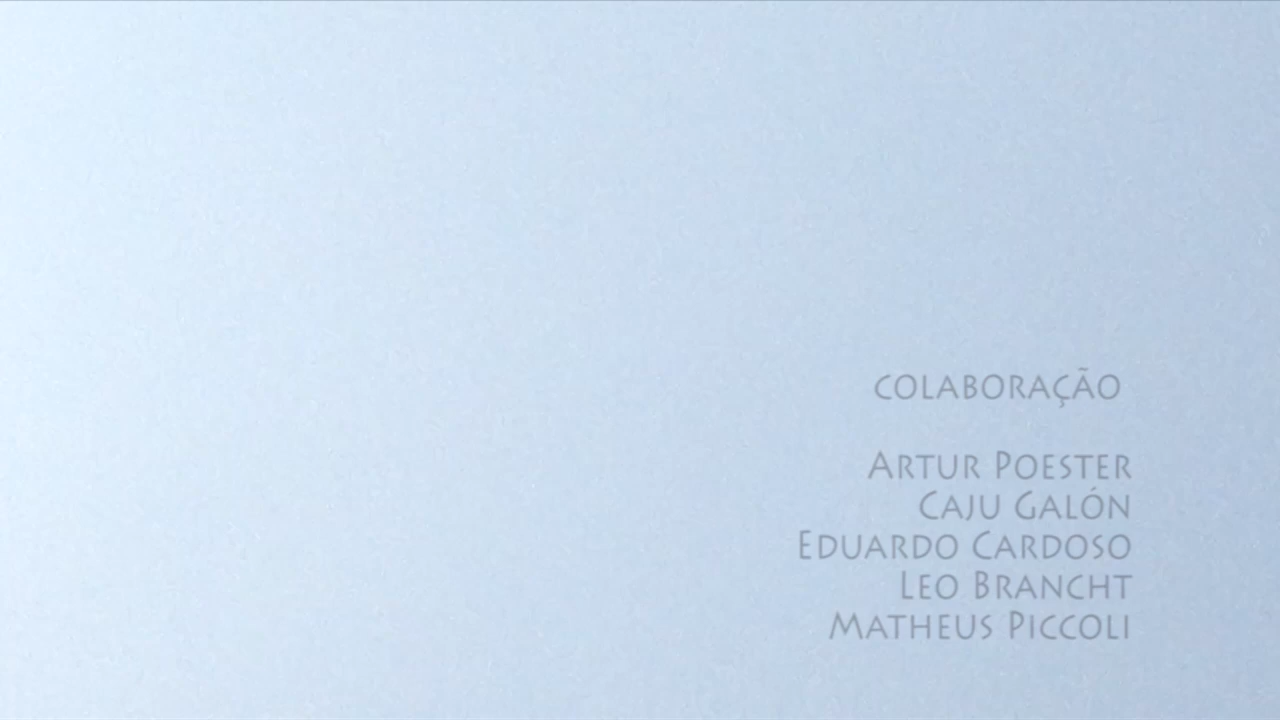 COLABORAÇÃO
ARTUR POESTER
CAJU GALÓN
EDUARDO CARDOSO
LEO BRANCHT
MATHEUS PICCOLI